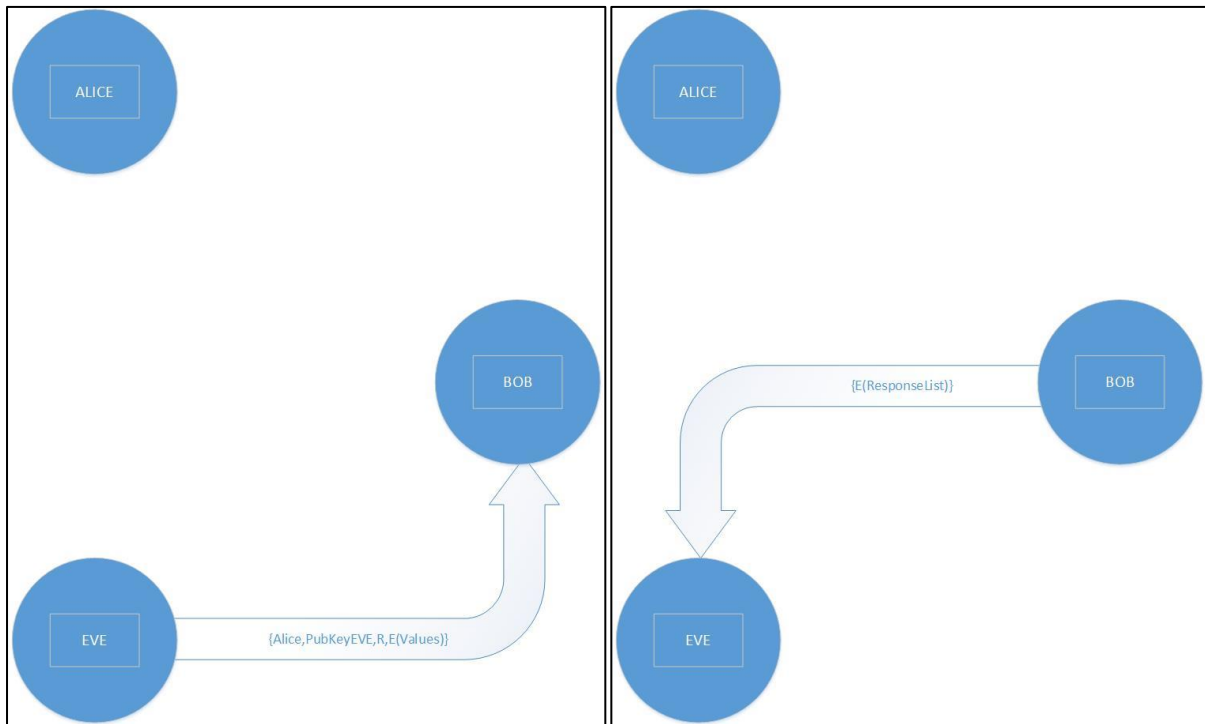 ALICE
BOB
EVE
{Alice,PubKeyEVE,R,E(Values)}
ALICE
{E(ResponseList)}
BOB
EVE